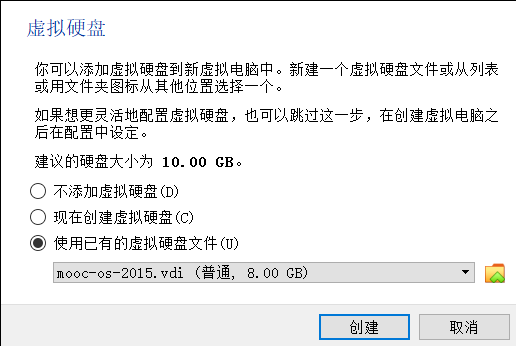 虚拟硬盘
你可以添加虚拟硬盘到新虚拟电脑中。新建一个虚拟硬盘文件或从列表
或用文件夹图标从其他位置选择一个。
如果想更灵活地配置虚拟硬盘，也可以跳过这一步，在创建虚拟电脑之
后在配置中设定。
建议的硬盘大小为 10.00 GB。
不添加虚拟硬盘(D)
现在创建虚拟硬盘(C)
使用已有的虚拟硬盘文件(U)
mooc-os-2015.vdi (普通, 8.00 GB)
创建 取消